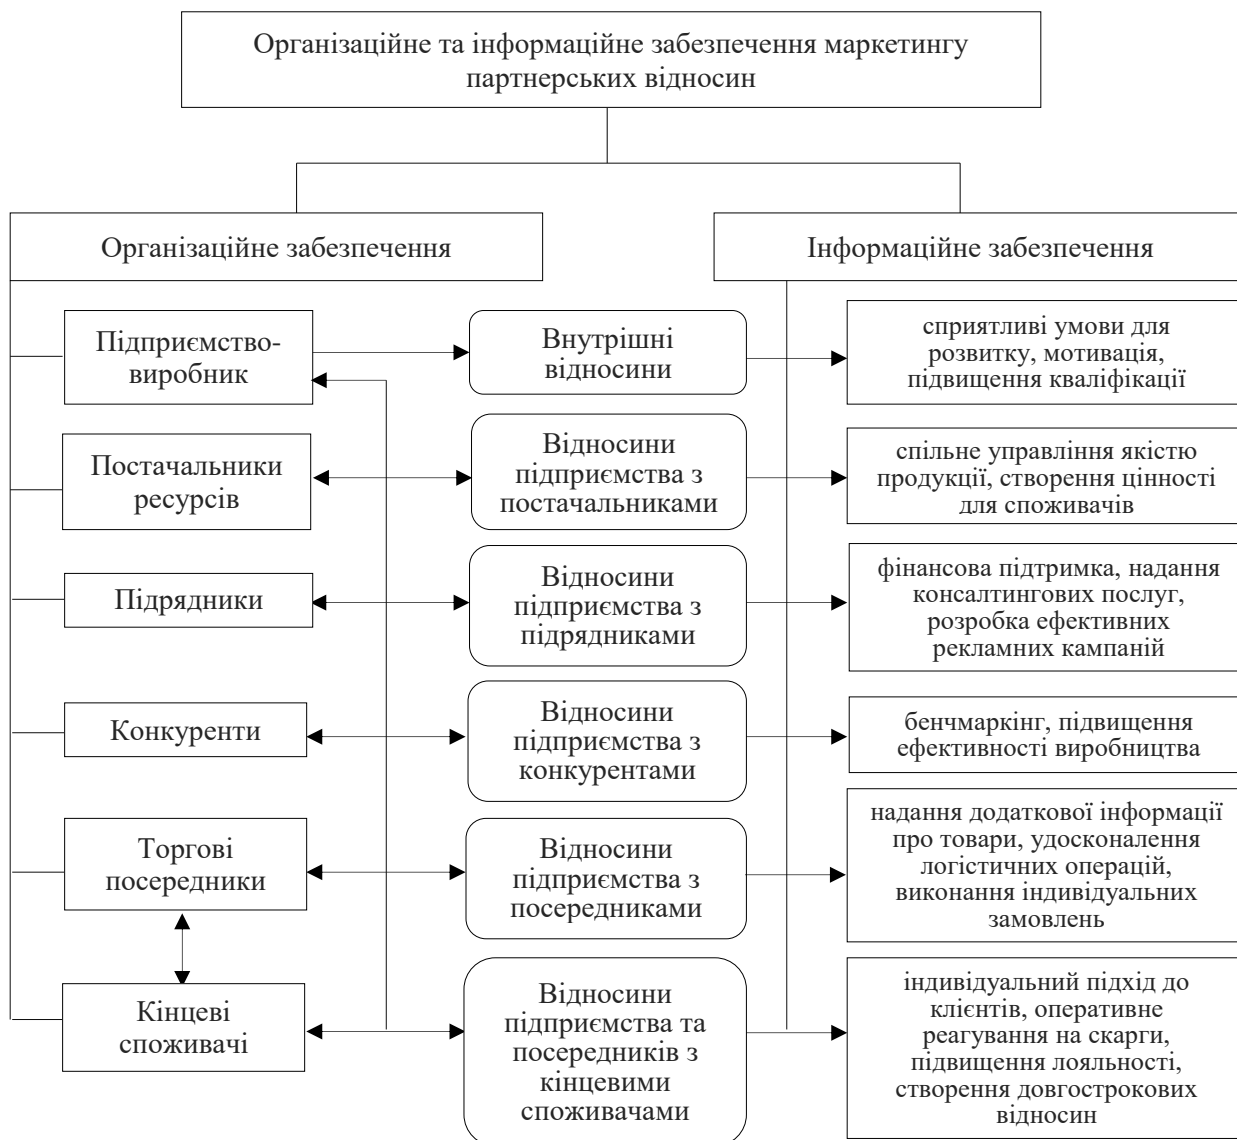 Організаційне та інформаційне забезпечення маркетингу
партнерських відносин
Організаційне забезпечення
Інформаційне забезпечення
Підприємство-
виробник
Внутрішні
відносини
сприятливі умови для
розвитку, мотивація,
підвищення кваліфікації
Постачальники
ресурсів
Відносини
підприємства з
постачальниками
спільне управління якістю
продукції, створення цінності
для споживачів
Підрядники
Відносини
підприємства з
підрядниками
фінансова підтримка, надання
консалтингових послуг,
розробка ефективних
рекламних кампаній
Конкуренти
Відносини
підприємства з
конкурентами
бенчмаркінг, підвищення
ефективності виробництва
Торгові
посередники
Відносини
підприємства з
посередниками
надання додаткової інформації
про товари, удосконалення
логістичних операцій,
виконання індивідуальних
замовлень
Кінцеві
споживачі
Відносини
підприємства та
посередників з
кінцевими
споживачами
індивідуальний підхід до
клієнтів, оперативне
реагування на скарги,
підвищення лояльності,
створення довгострокових
відносин